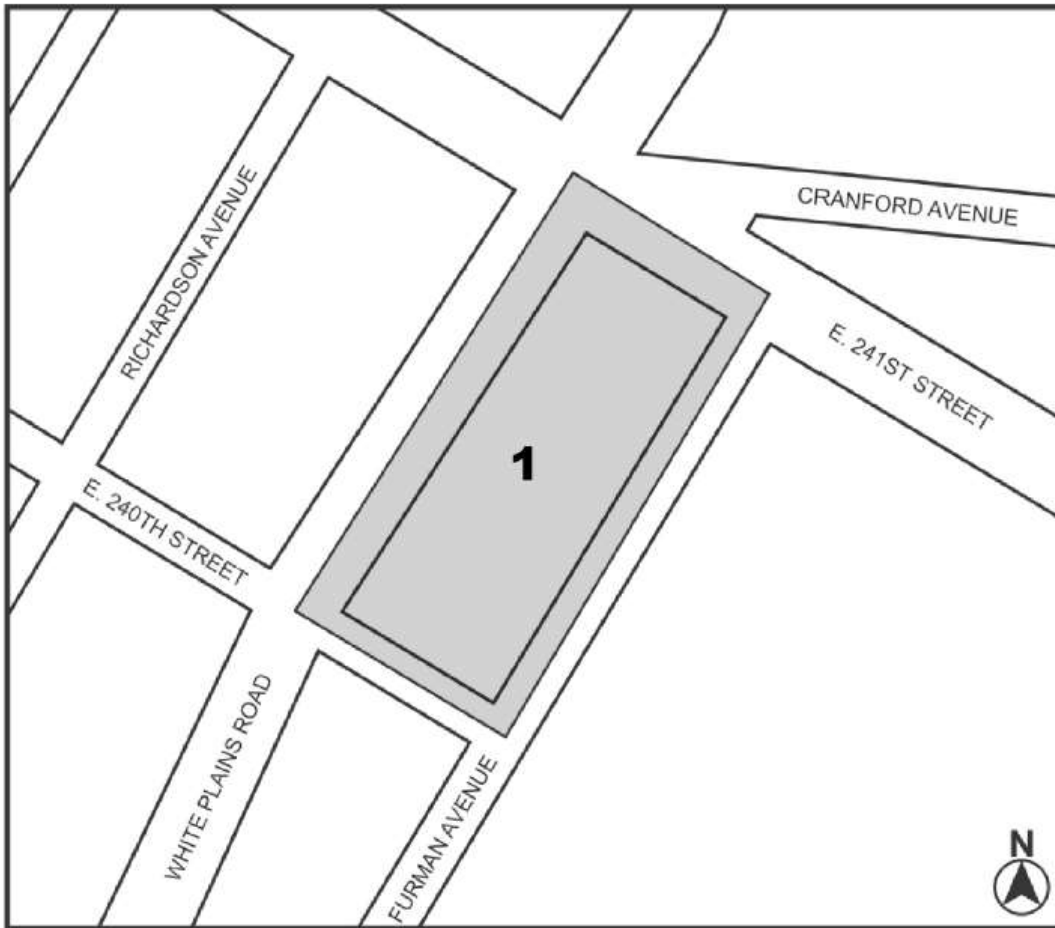 CRANFORD AVENUE
RICHARDSON AVENUE
E. 241ST STREET
1
E. 240TH STREET
WHITE PLAINS ROAD
FURMAN AVENUE
N